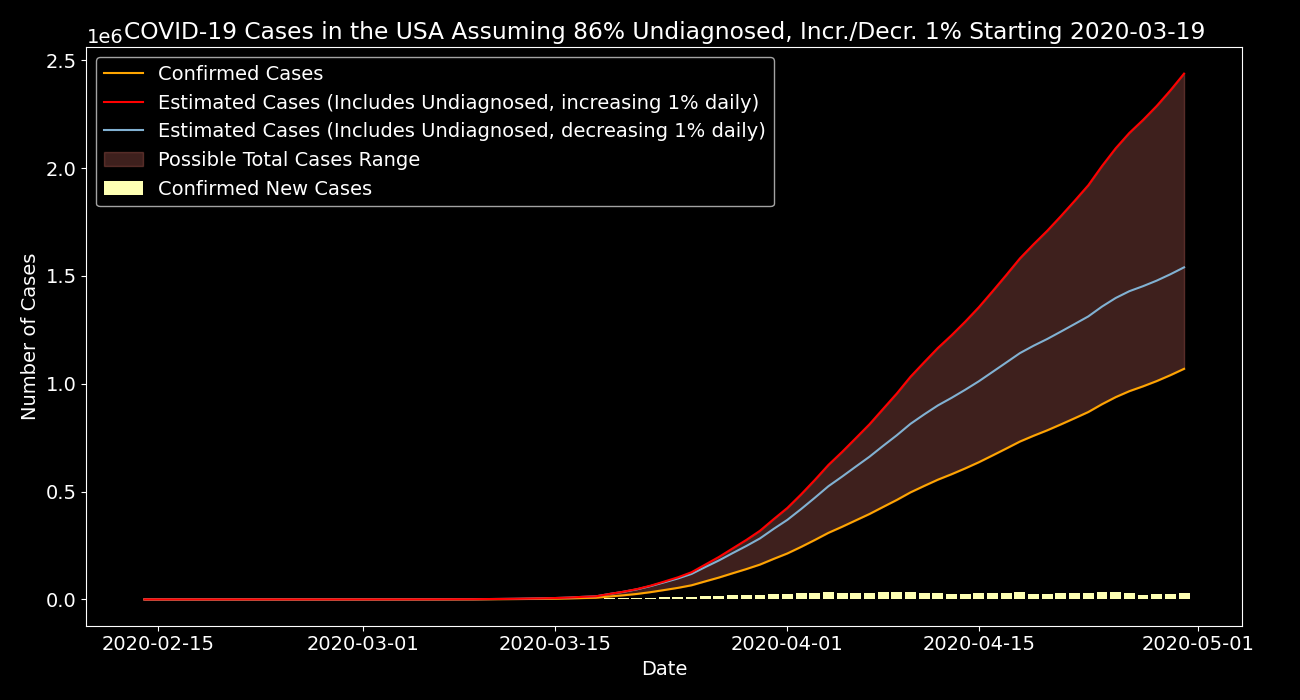 COVID-19 Cases in the USA Assuming 86% Undiagnosed, Incr./Decr. 1% Starting 2020-03-19
1e6
Confirmed Cases
Estimated Cases (Includes Undiagnosed, increasing 1% daily)
Estimated Cases (Includes Undiagnosed, decreasing 1% daily)
Possible Total Cases Range
Confirmed New Cases
2.5
2.0
1.5
1.0
0.5
0.0
Number of Cases
2020-02-15
2020-03-01
2020-03-15
2020-04-01
2020-04-15
2020-05-01
Date